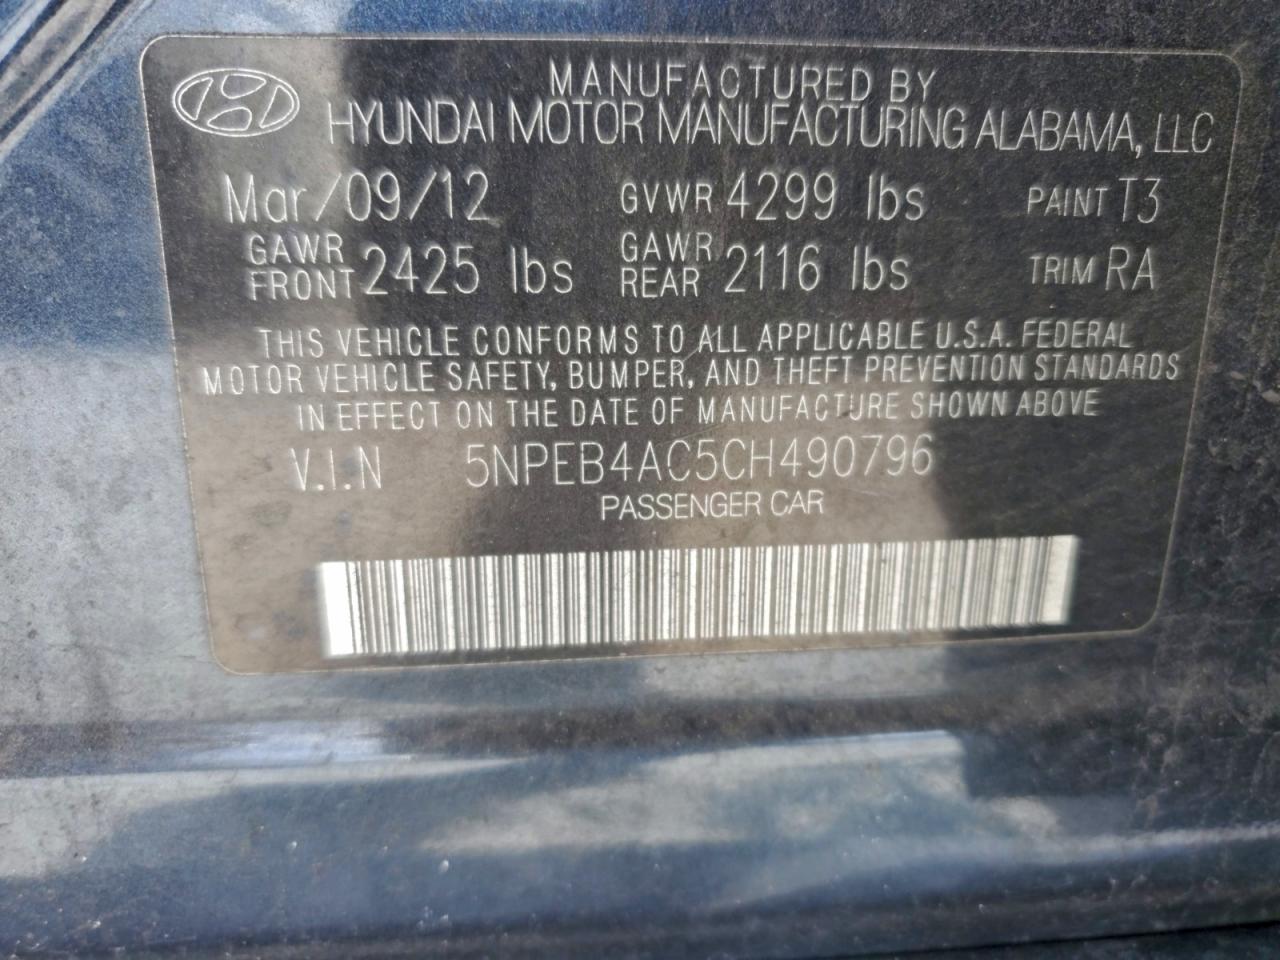 MANUFACTURED BY
HYUNDAI MOTOR MANUFACTURING ALABAMA, LLC
Mar/09/12 GVWR 4299 lbs PAINT T3
GAWR FRONT 2425 lbs GAWR REAR 2116 lbs TRIM RA
THIS VEHICLE CONFORMS TO ALL APPLICABLE U.S.A. FEDERAL
MOTOR VEHICLE SAFETY, BUMPER, AND THEFT PREVENTION STANDARDS
IN EFFECT ON THE DATE OF MANUFACTURE SHOWN ABOVE
V.I.N 5NPEB4AC5CH490796
PASSENGER CAR